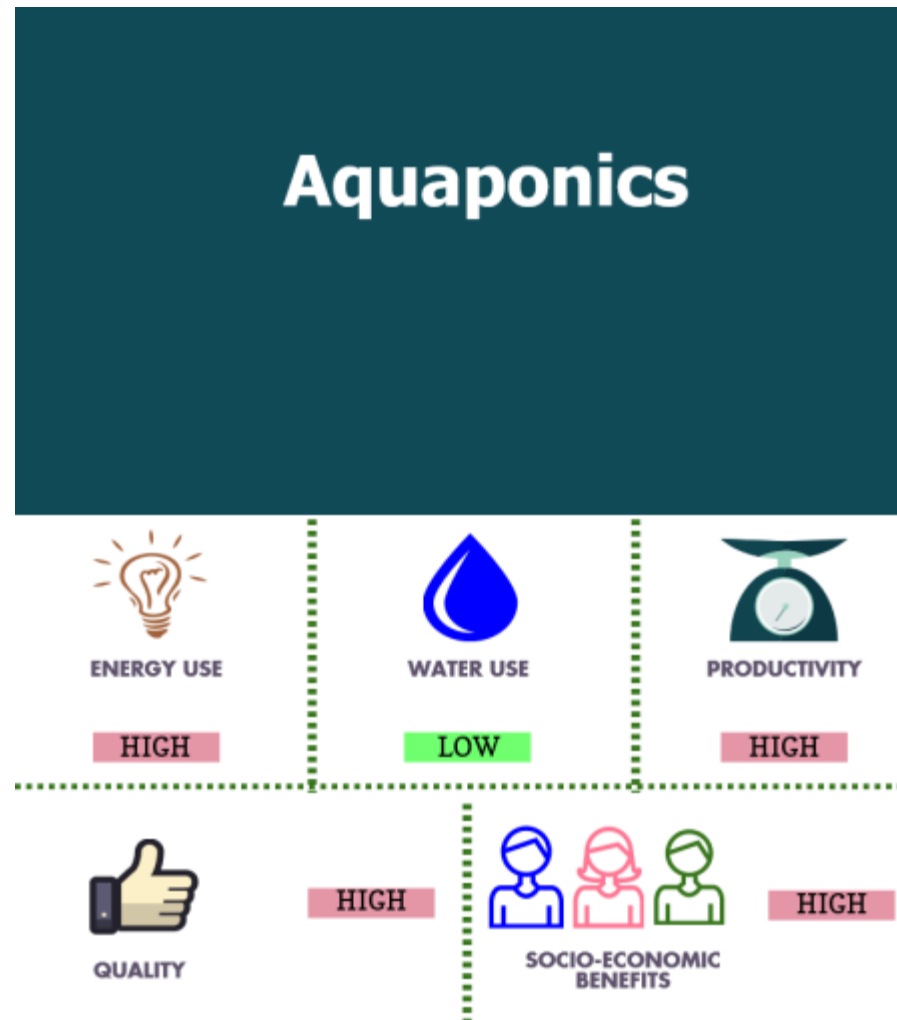 Aquaponics
ENERGY USE
WATER USE
PRODUCTIVITY
HIGH
LOW
HIGH
QUALITY
HIGH
SOCIO-ECONOMIC
BENEFITS
HIGH